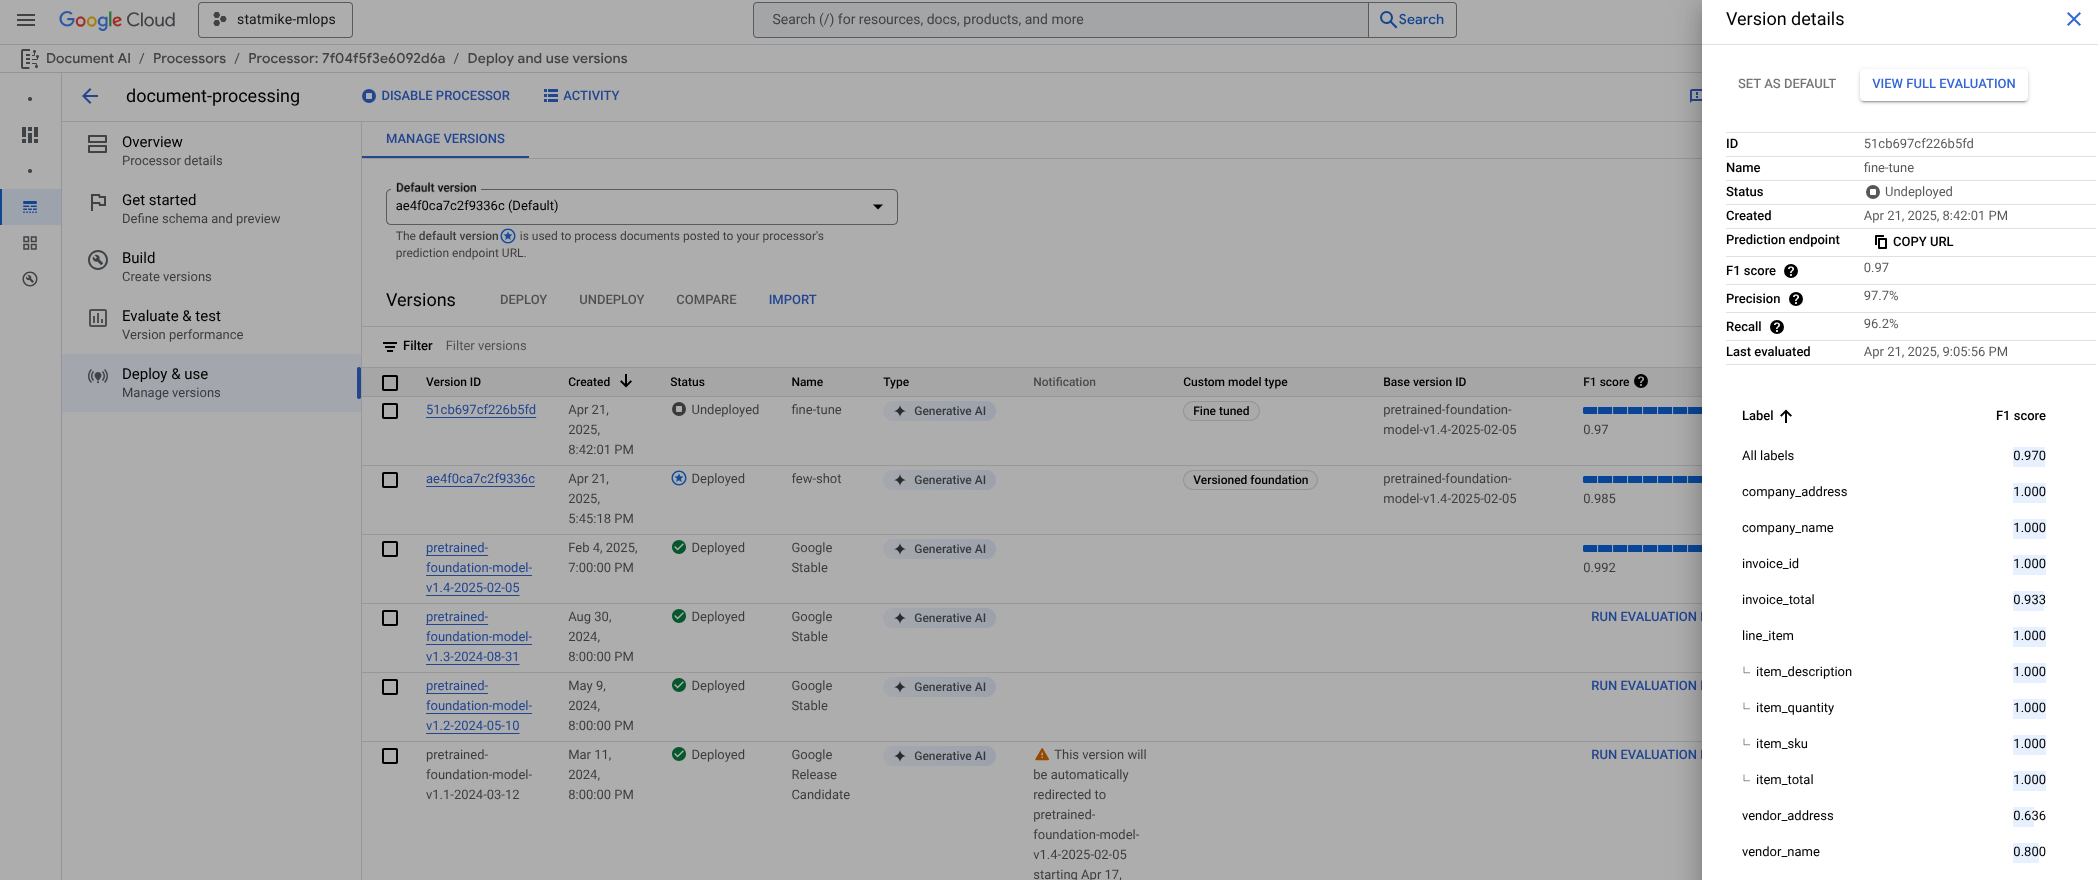 Google Cloud
statmike-mlops
Search (/) for resources, docs, products, and more
Search
Document AI / Processors / Processor: 7f04f5f3e6092d6a / Deploy and use versions
document-processing
DISABLE PROCESSOR
ACTIVITY
Overview
Processor details
Get started
Define schema and preview
Build
Create versions
Evaluate & test
Version performance
Deploy & use
Manage versions
MANAGE VERSIONS
Default version
ae4f0ca7c2f9336c (Default)
The default version is used to process documents posted to your processor's
prediction endpoint URL.
Versions DEPLOY UNDEPLOY COMPARE IMPORT
Filter Filter versions
Version ID Created Status Name Type Notification Custom model type Base version ID F1 score
51cb697cf226b5fd Apr 21, Undeployed fine-tune Generative AI Fine tuned pretrained-foundation-
2025, model-v1.4-2025-02-05 0.97
8:42:01 PM
ae4f0ca7c2f9336c Apr 21, Deployed few-shot Generative AI Versioned foundation pretrained-foundation-
2025, model-v1.4-2025-02-05 0.985
5:45:18 PM
pretrained- Feb 4, 2025, Deployed Google Generative AI
foundation-model- 7:00:00 PM Stable 0.992
v1.4-2025-02-05
pretrained- Aug 30, Deployed Google Generative AI RUN EVALUATION
foundation-model- 2024, Stable
v1.3-2024-08-31 8:00:00 PM
pretrained- May 9, Deployed Google Generative AI RUN EVALUATION
foundation-model- 2024, Stable
v1.2-2024-05-10 8:00:00 PM
pretrained- Mar 11, Deployed Google Generative AI This version will RUN EVALUATION
foundation-model- 2024, Release be automatically
v1.1-2024-03-12 8:00:00 PM Candidate redirected to
pretrained-
foundation-model-
v1.4-2025-02-05
starting Apr 17,
Version details
SET AS DEFAULT VIEW FULL EVALUATION
ID 51cb697cf226b5fd
Name fine-tune
Status Undeployed
Created Apr 21, 2025, 8:42:01 PM
Prediction endpoint COPY URL
F1 score 0.97
Precision 97.7%
Recall 96.2%
Last evaluated Apr 21, 2025, 9:05:56 PM
Label F1 score
All labels 0.970
company_address 1.000
company_name 1.000
invoice_id 1.000
invoice_total 0.933
line_item 1.000
item_description 1.000
item_quantity 1.000
item_sku 1.000
item_total 1.000
vendor_address 0.636
vendor_name 0.800